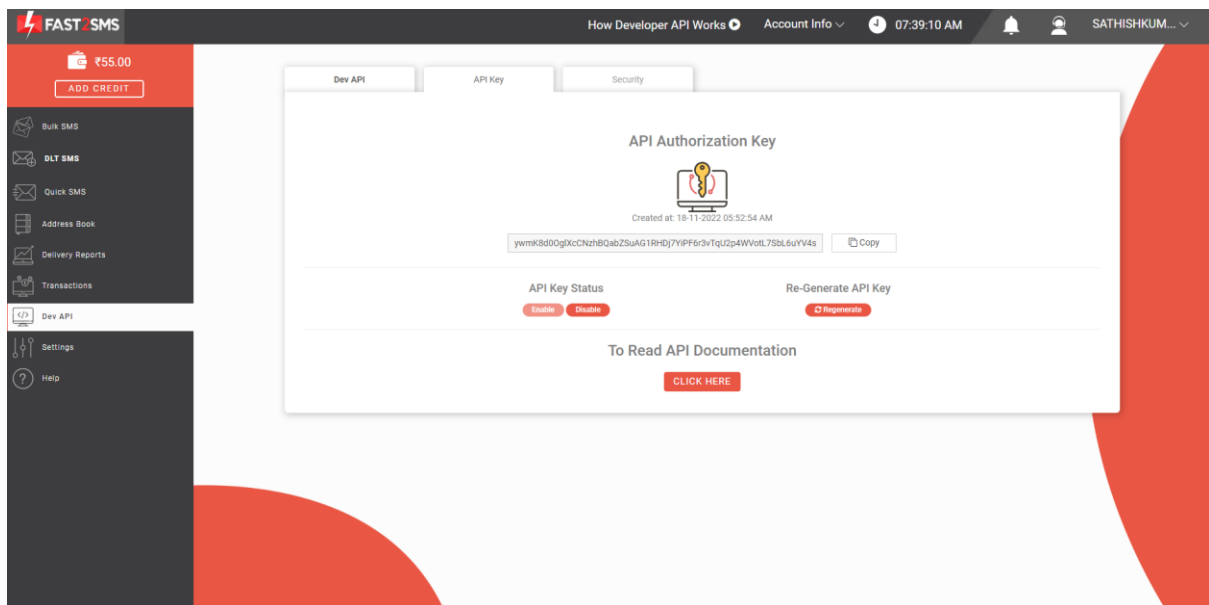 FAST2SMS
How Developer API Works
Account Info
07:39:10 AM
SATHISHKUM...
₹55.00
ADD CREDIT
Bulk SMS
DLT SMS
Quick SMS
Address Book
Delivery Reports
Transactions
Dev API
Settings
Help
Dev API
API Key
Security
API Authorization Key
Created at: 18-11-2022 05:52:54 AM
Copy
API Key Status
Enable Disable
Re-Generate API Key
Regenerate
To Read API Documentation
CLICK HERE